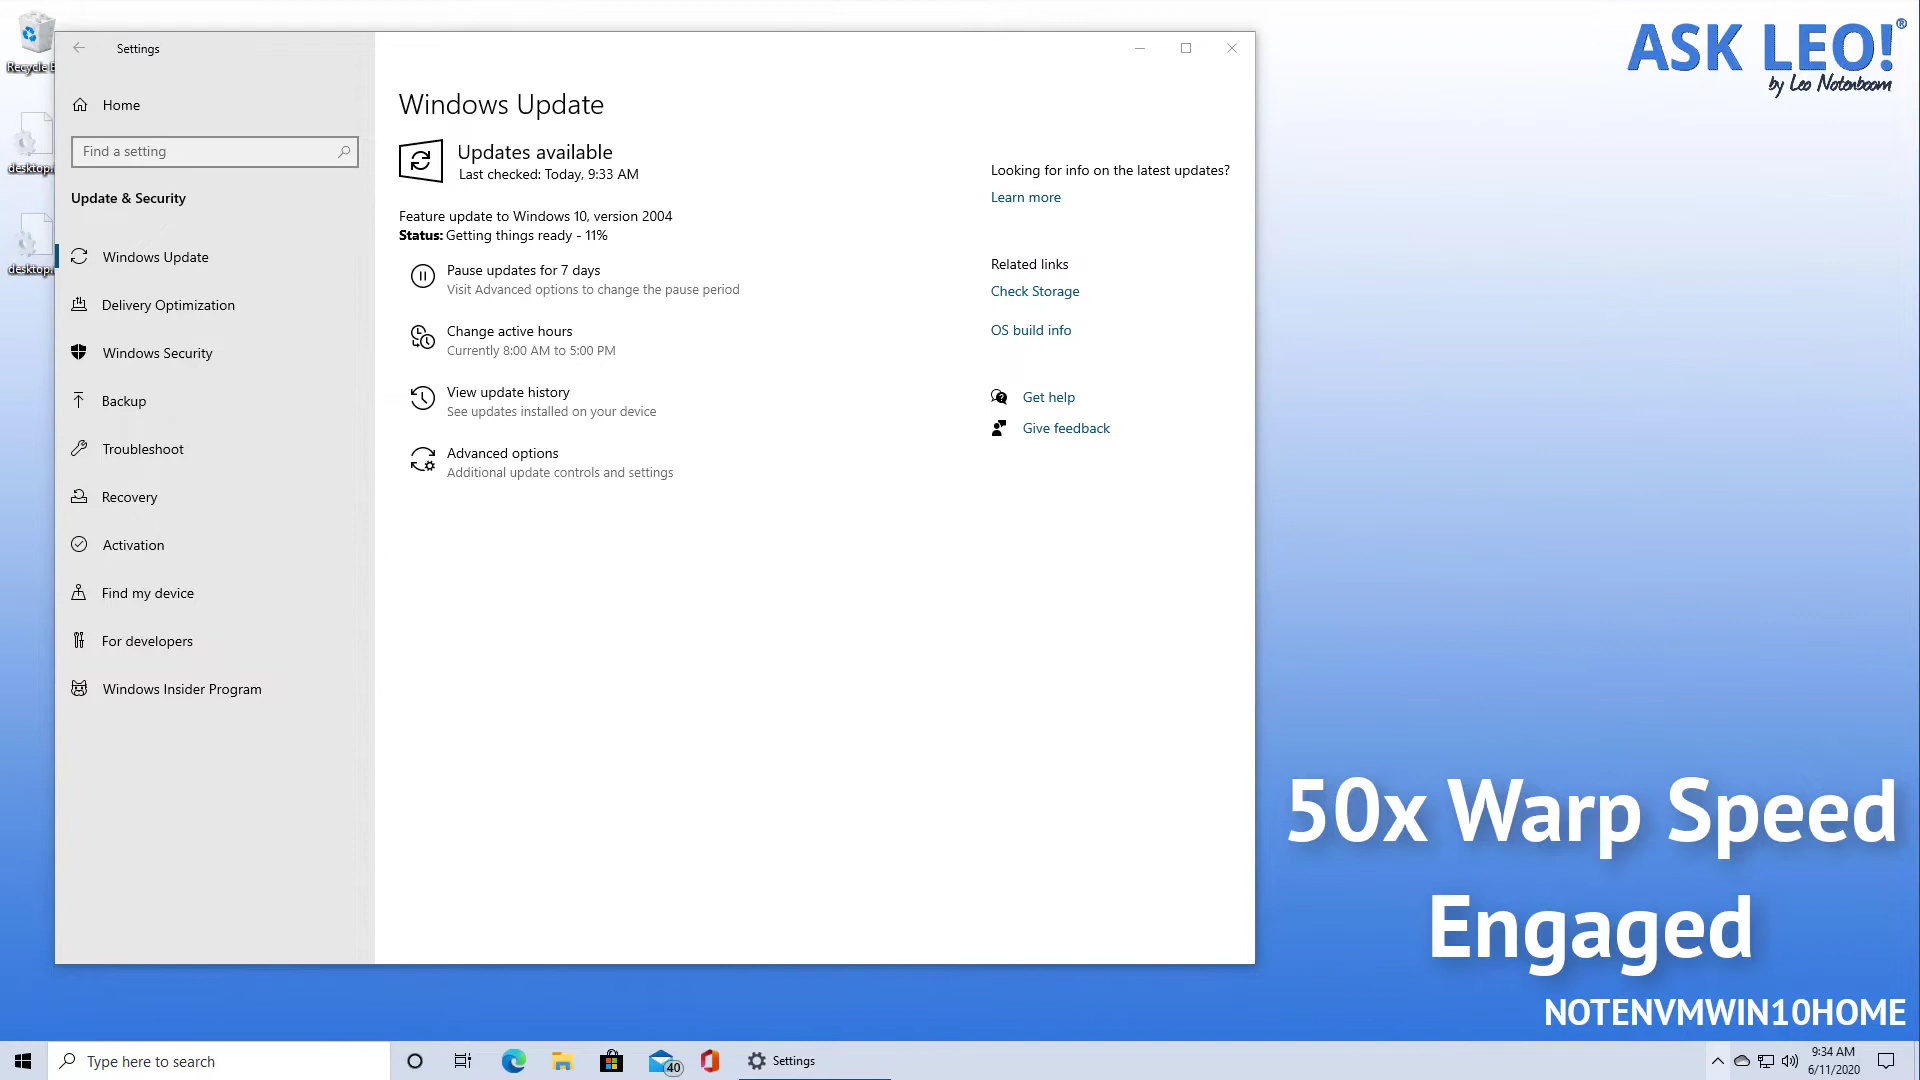 Recycle B
desktop.
desktop.
Settings
Home
Find a setting
Update & Security
Windows Update
Delivery Optimization
Windows Security
Backup
Troubleshoot
Recovery
Activation
Find my device
For developers
Windows Insider Program
Windows Update
Updates available
Last checked: Today, 9:33 AM
Feature update to Windows 10, version 2004
Status: Getting things ready - 11%
Pause updates for 7 days
Visit Advanced options to change the pause period
Change active hours
Currently 8:00 AM to 5:00 PM
View update history
See updates installed on your device
Advanced options
Additional update controls and settings
Looking for info on the latest updates?
Learn more
Related links
Check Storage
OS build info
Get help
Give feedback
ASK LEO!®
by Leo Notenboom
50x Warp Speed
Engaged
NOTENVMWIN10HOME
Type here to search
40
Settings
9:34 AM
6/11/2020